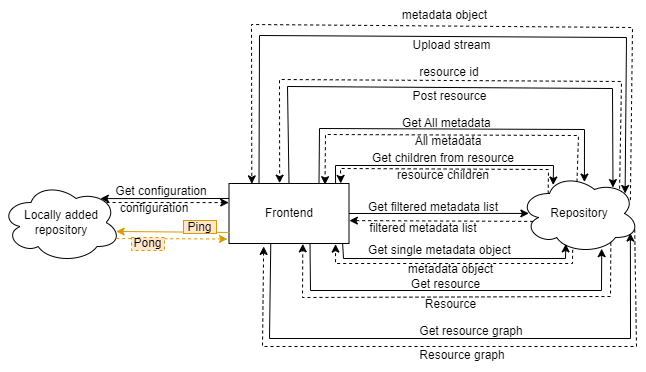 metadata object
Upload stream
resource id
Post resource
Get All metadata
All metadata
Get children from resource
resource children
Get configuration
configuration
Locally added
repository
Frontend
Repository
Get filtered metadata list
filtered metadata list
Ping
Pong
Get single metadata object
metadata object
Get resource
Resource
Get resource graph
Resource graph